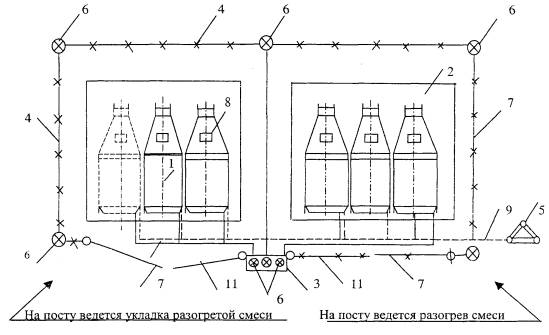 6 4 6 6
2
4 8 7
1
9 5
6
7 11 3 11 7
6
На посту ведется укладка разогретой смеси На посту ведется разогрев смеси